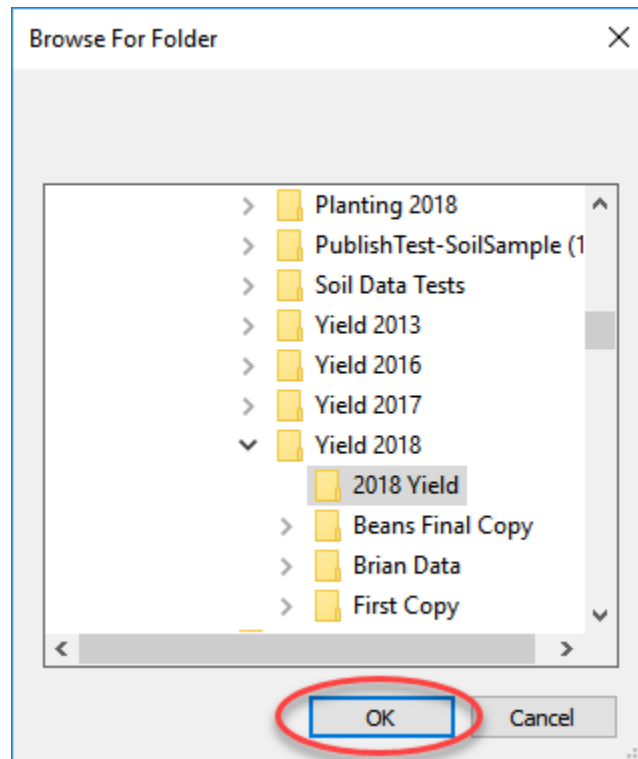 Browse For Folder
Planting 2018
PublishTest-SoilSample (1
Soil Data Tests
Yield 2013
Yield 2016
Yield 2017
Yield 2018
2018 Yield
Beans Final Copy
Brian Data
First Copy
OK Cancel